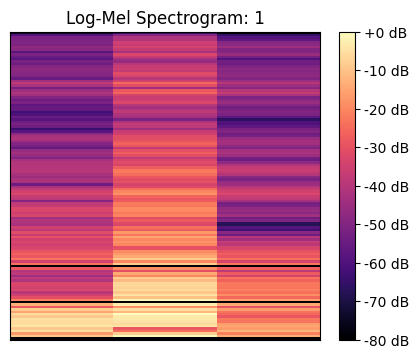 Log-Mel Spectrogram: 1
+0 dB
-10 dB
-20 dB
-30 dB
-40 dB
-50 dB
-60 dB
-70 dB
-80 dB